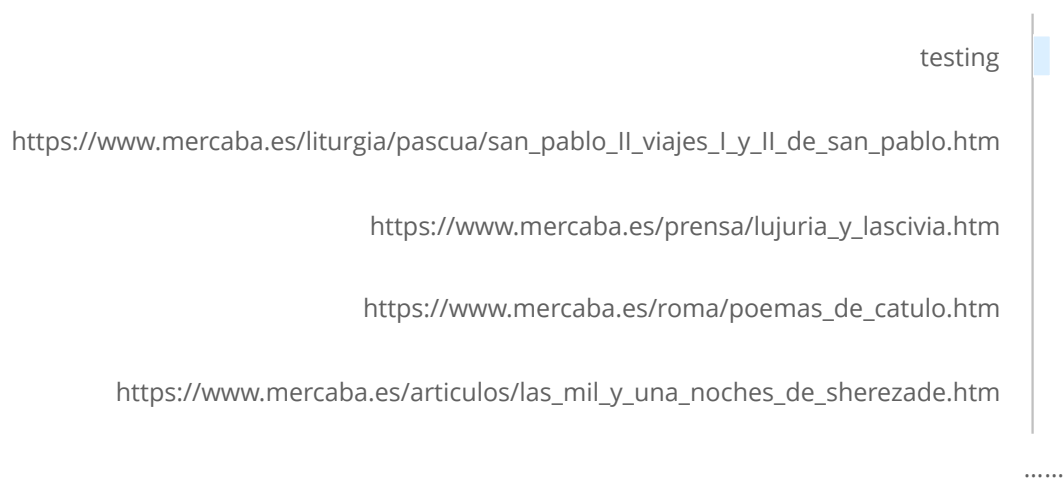 testing
https://www.mercaba.es/liturgia/pascua/san_pablo_II_viajes_I_y_II_de_san_pablo.htm
https://www.mercaba.es/prensa/lujuria_y_lascivia.htm
https://www.mercaba.es/roma/poemas_de_catulo.htm
https://www.mercaba.es/articulos/las_mil_y_una_noches_de_sherezade.htm
......